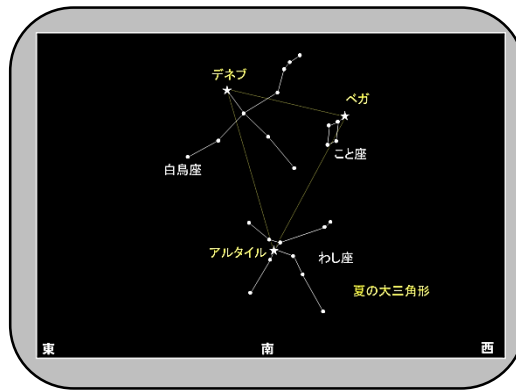 デネブ
ベガ
こと座
白鳥座
アルタイル
わし座
夏の大三角形
東 南 西